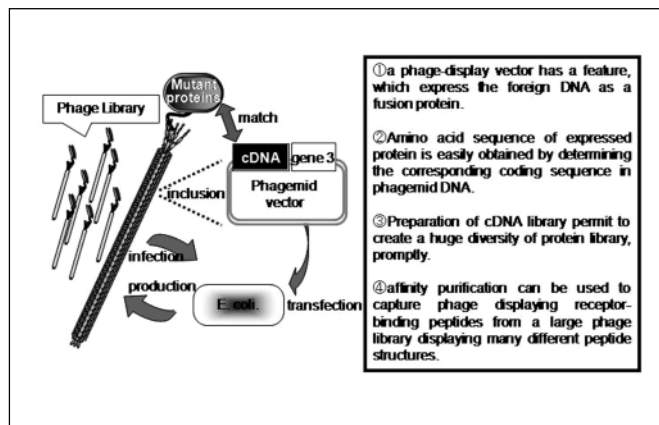 Mutant
proteins
Phage Library
match
cDNA
gene 3
Phagemid
vector
inclusion
infection
production
E. coli.
transfection
①a phage-display vector has a feature,
which express the foreign DNA as a
fusion protein.
②Amino acid sequence of expressed
protein is easily obtained by determining
the corresponding coding sequence in
phagemid DNA.
③Preparation of cDNA library permit to
create a huge diversity of protein library,
promptly.
④affinity purification can be used to
capture phage displaying receptor-
binding peptides from a large phage
library displaying many different peptide
structures.